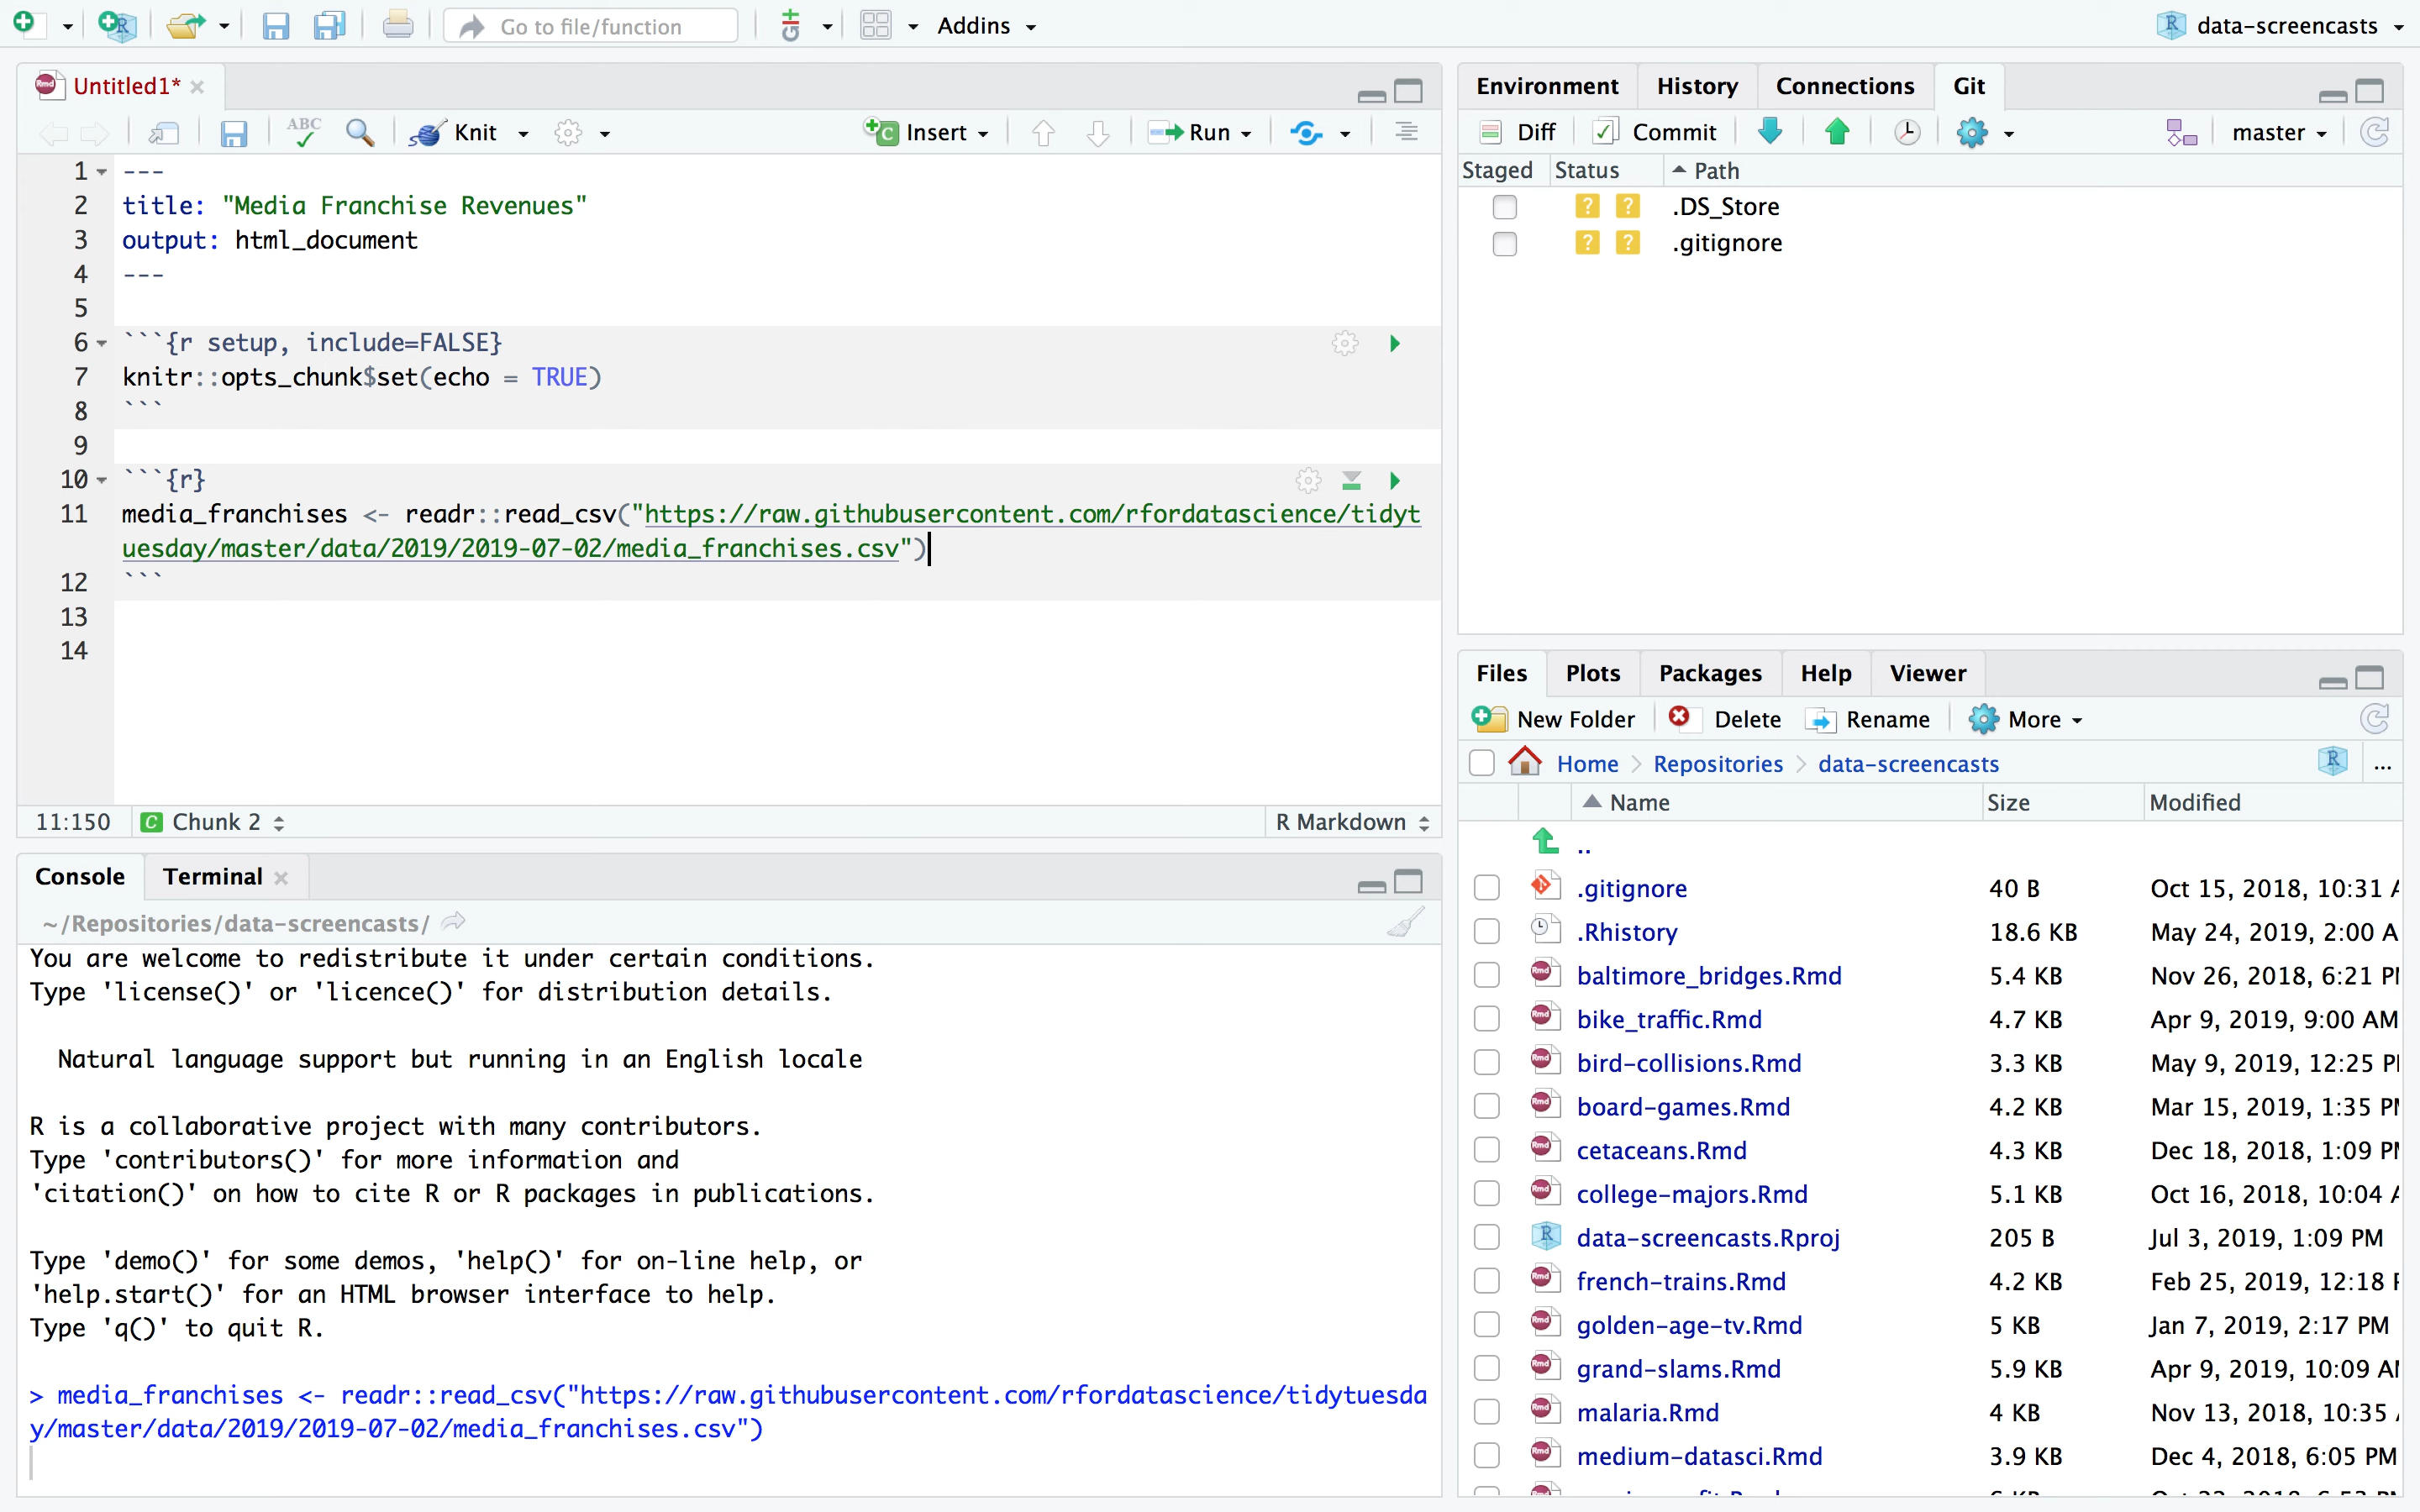 Go to file/function
Addins
data-screencasts
Untitled1*
ABC
Knit
Insert
Run
1 ---
2 title: "Media Franchise Revenues"
3 output: html_document
4 ---
5
6 ```{r setup, include=FALSE}
7 knitr::opts_chunk$set(echo = TRUE)
8 ```
9
10 ```{r}
11 media_franchises <- readr::read_csv("https://raw.githubusercontent.com/rfordatascience/tidyt
uesday/master/data/2019/2019-07-02/media_franchises.csv")
12 ```
13
14
11:150 C Chunk 2 R Markdown
Console Terminal
~/Repositories/data-screencasts/
You are welcome to redistribute it under certain conditions.
Type 'license()' or 'licence()' for distribution details.
Natural language support but running in an English locale
R is a collaborative project with many contributors.
Type 'contributors()' for more information and
'citation()' on how to cite R or R packages in publications.
Type 'demo()' for some demos, 'help()' for on-line help, or
'help.start()' for an HTML browser interface to help.
Type 'q()' to quit R.
> media_franchises <- readr::read_csv("https://raw.githubusercontent.com/rfordatascience/tidytuesda
y/master/data/2019/2019-07-02/media_franchises.csv")
Environment History Connections Git
Diff Commit master
Staged Status Path
? ? .DS_Store
? ? .gitignore
Files Plots Packages Help Viewer
New Folder Delete Rename More
Home Repositories data-screencasts ...
Name Size Modified
..
.gitignore 40 B Oct 15, 2018, 10:31 A
.Rhistory 18.6 KB May 24, 2019, 2:00 A
baltimore_bridges.Rmd 5.4 KB Nov 26, 2018, 6:21 P
bike_traffic.Rmd 4.7 KB Apr 9, 2019, 9:00 AM
bird-collisions.Rmd 3.3 KB May 9, 2019, 12:25 P
board-games.Rmd 4.2 KB Mar 15, 2019, 1:35 P
cetaceans.Rmd 4.3 KB Dec 18, 2018, 1:09 P
college-majors.Rmd 5.1 KB Oct 16, 2018, 10:04 A
data-screencasts.Rproj 205 B Jul 3, 2019, 1:09 PM
french-trains.Rmd 4.2 KB Feb 25, 2019, 12:18
golden-age-tv.Rmd 5 KB Jan 7, 2019, 2:17 PM
grand-slams.Rmd 5.9 KB Apr 9, 2019, 10:09 A
malaria.Rmd 4 KB Nov 13, 2018, 10:35
medium-datasci.Rmd 3.9 KB Dec 4, 2018, 6:05 PM